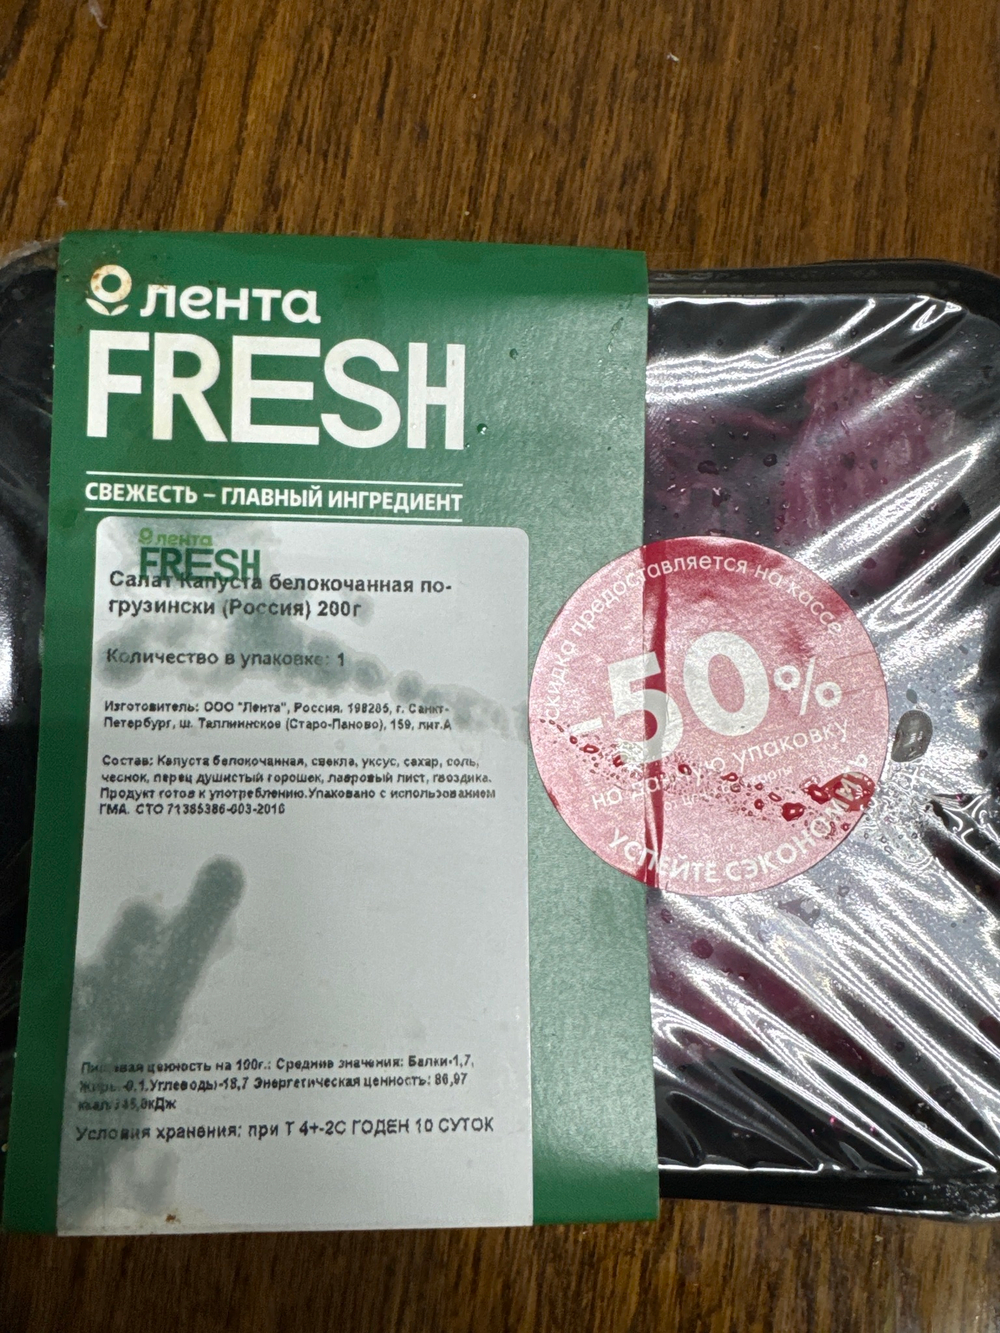 лента
FRESH
СВЕЖЕСТЬ – ГЛАВНЫЙ ИНГРЕДИЕНТ
лента
FRESH
Салат Капуста белокочанная по-
грузински (Россия) 200г
Количество в упаковке: 1
Изготовитель: ООО "Лента", Россия, 198205, г. Санкт-
Петербург, ш. Таллиннское (Старо-Паново), 159, лит.А
Состав: Капуста белокочанная, свекла, уксус, сахар, соль,
чеснок, перец душистый горошек, лавровый лист, гвоздика.
Продукт готов к употреблению.Упаковано с использованием
ГМА. СТО 71385386-003-2016
Пищевая ценность на 100г.: Средние значения: Балки-1,7,
Жиры-0,1,Углеводы-18,7 Энергетическая ценность: 86,97
Условия хранения: при Т 4+-2С ГОДЕН 10 СУТОК
скидка предоставляется на кассе
-50%
на данную упаковку
УСПЕЙТЕ СЭКОНОМИТЬ